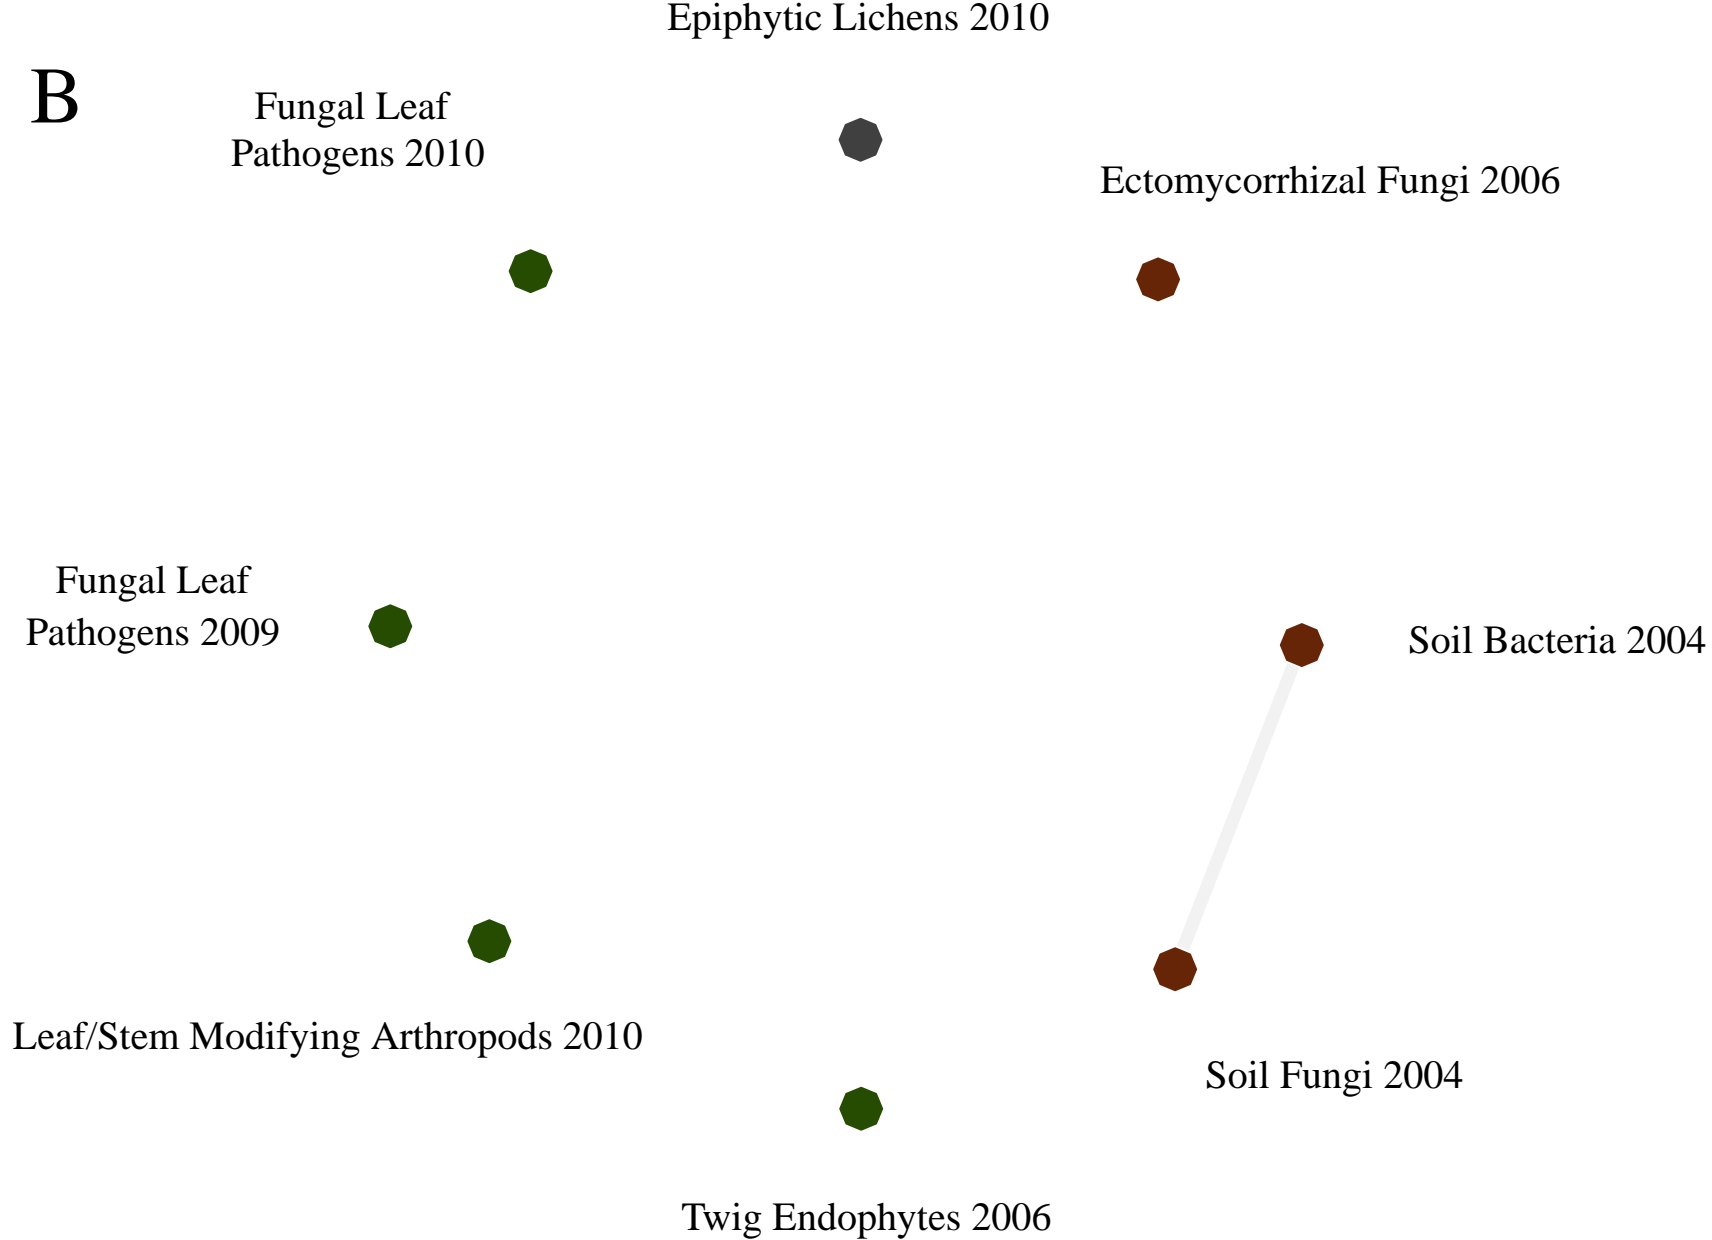 Epiphytic Lichens 2010
B
Fungal Leaf
Pathogens 2010
Ectomycorrhizal Fungi 2006
Fungal Leaf
Pathogens 2009
Soil Bacteria 2004
Leaf/Stem Modifying Arthropods 2010
Soil Fungi 2004
Twig Endophytes 2006